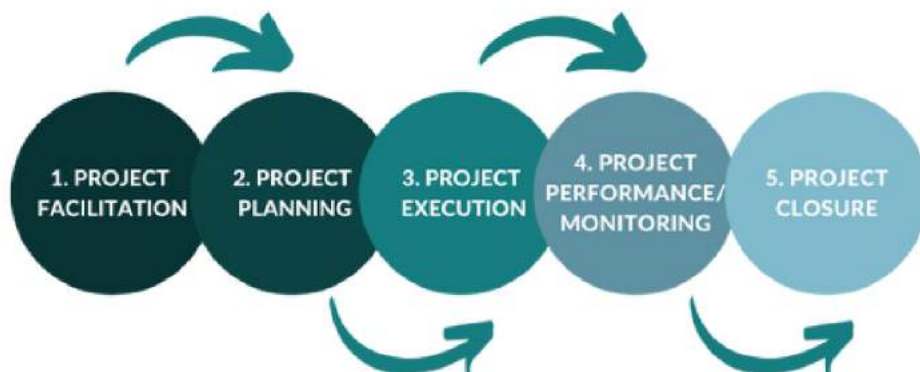 1. PROJECT
FACILITATION
2. PROJECT
PLANNING
3. PROJECT
EXECUTION
4. PROJECT
PERFORMANCE/
MONITORING
5. PROJECT
CLOSURE